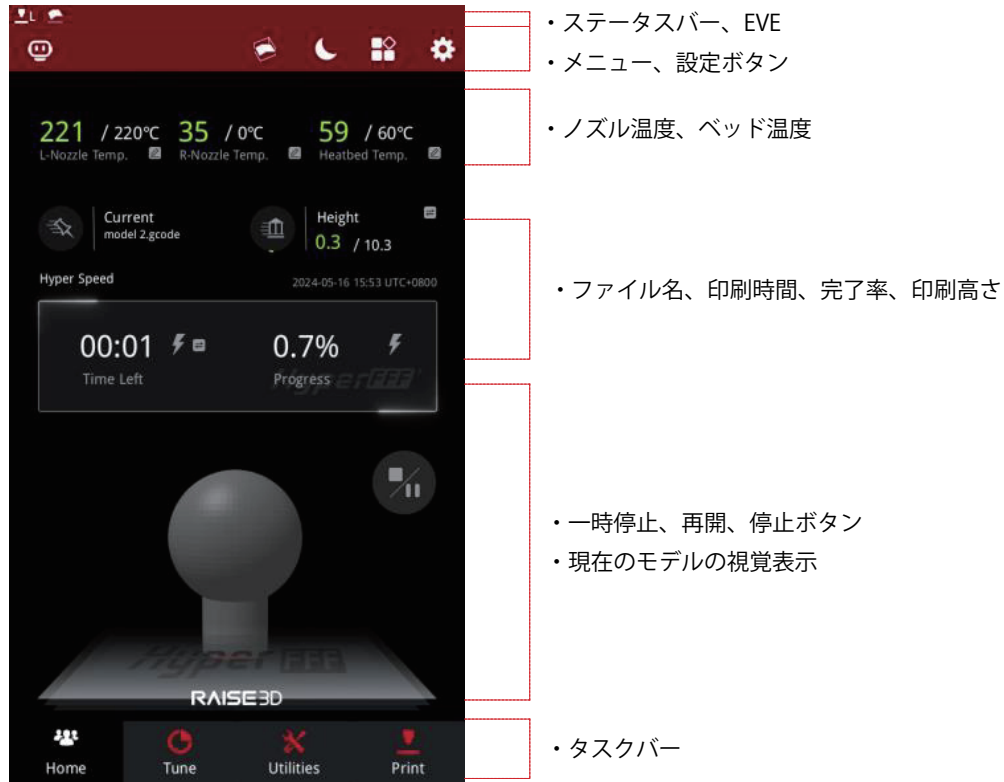 L
・ステータスバー、EVE
・メニュー、設定ボタン
221 / 220℃ 35 / 0℃ 59 / 60℃
L-Nozzle Temp. R-Nozzle Temp. Heatbed Temp.
・ノズル温度、ベッド温度
Current
model 2.gcode
Height
0.3 / 10.3
Hyper Speed
2024-05-16 15:53 UTC+0800
・ファイル名、印刷時間、完了率、印刷高さ
00:01 0.7%
Time Left Progress
HyperFFF
・一時停止、再開、停止ボタン
・現在のモデルの視覚表示
Hyper FFF
RAISE3D
Home Tune Utilities Print
・タスクバー